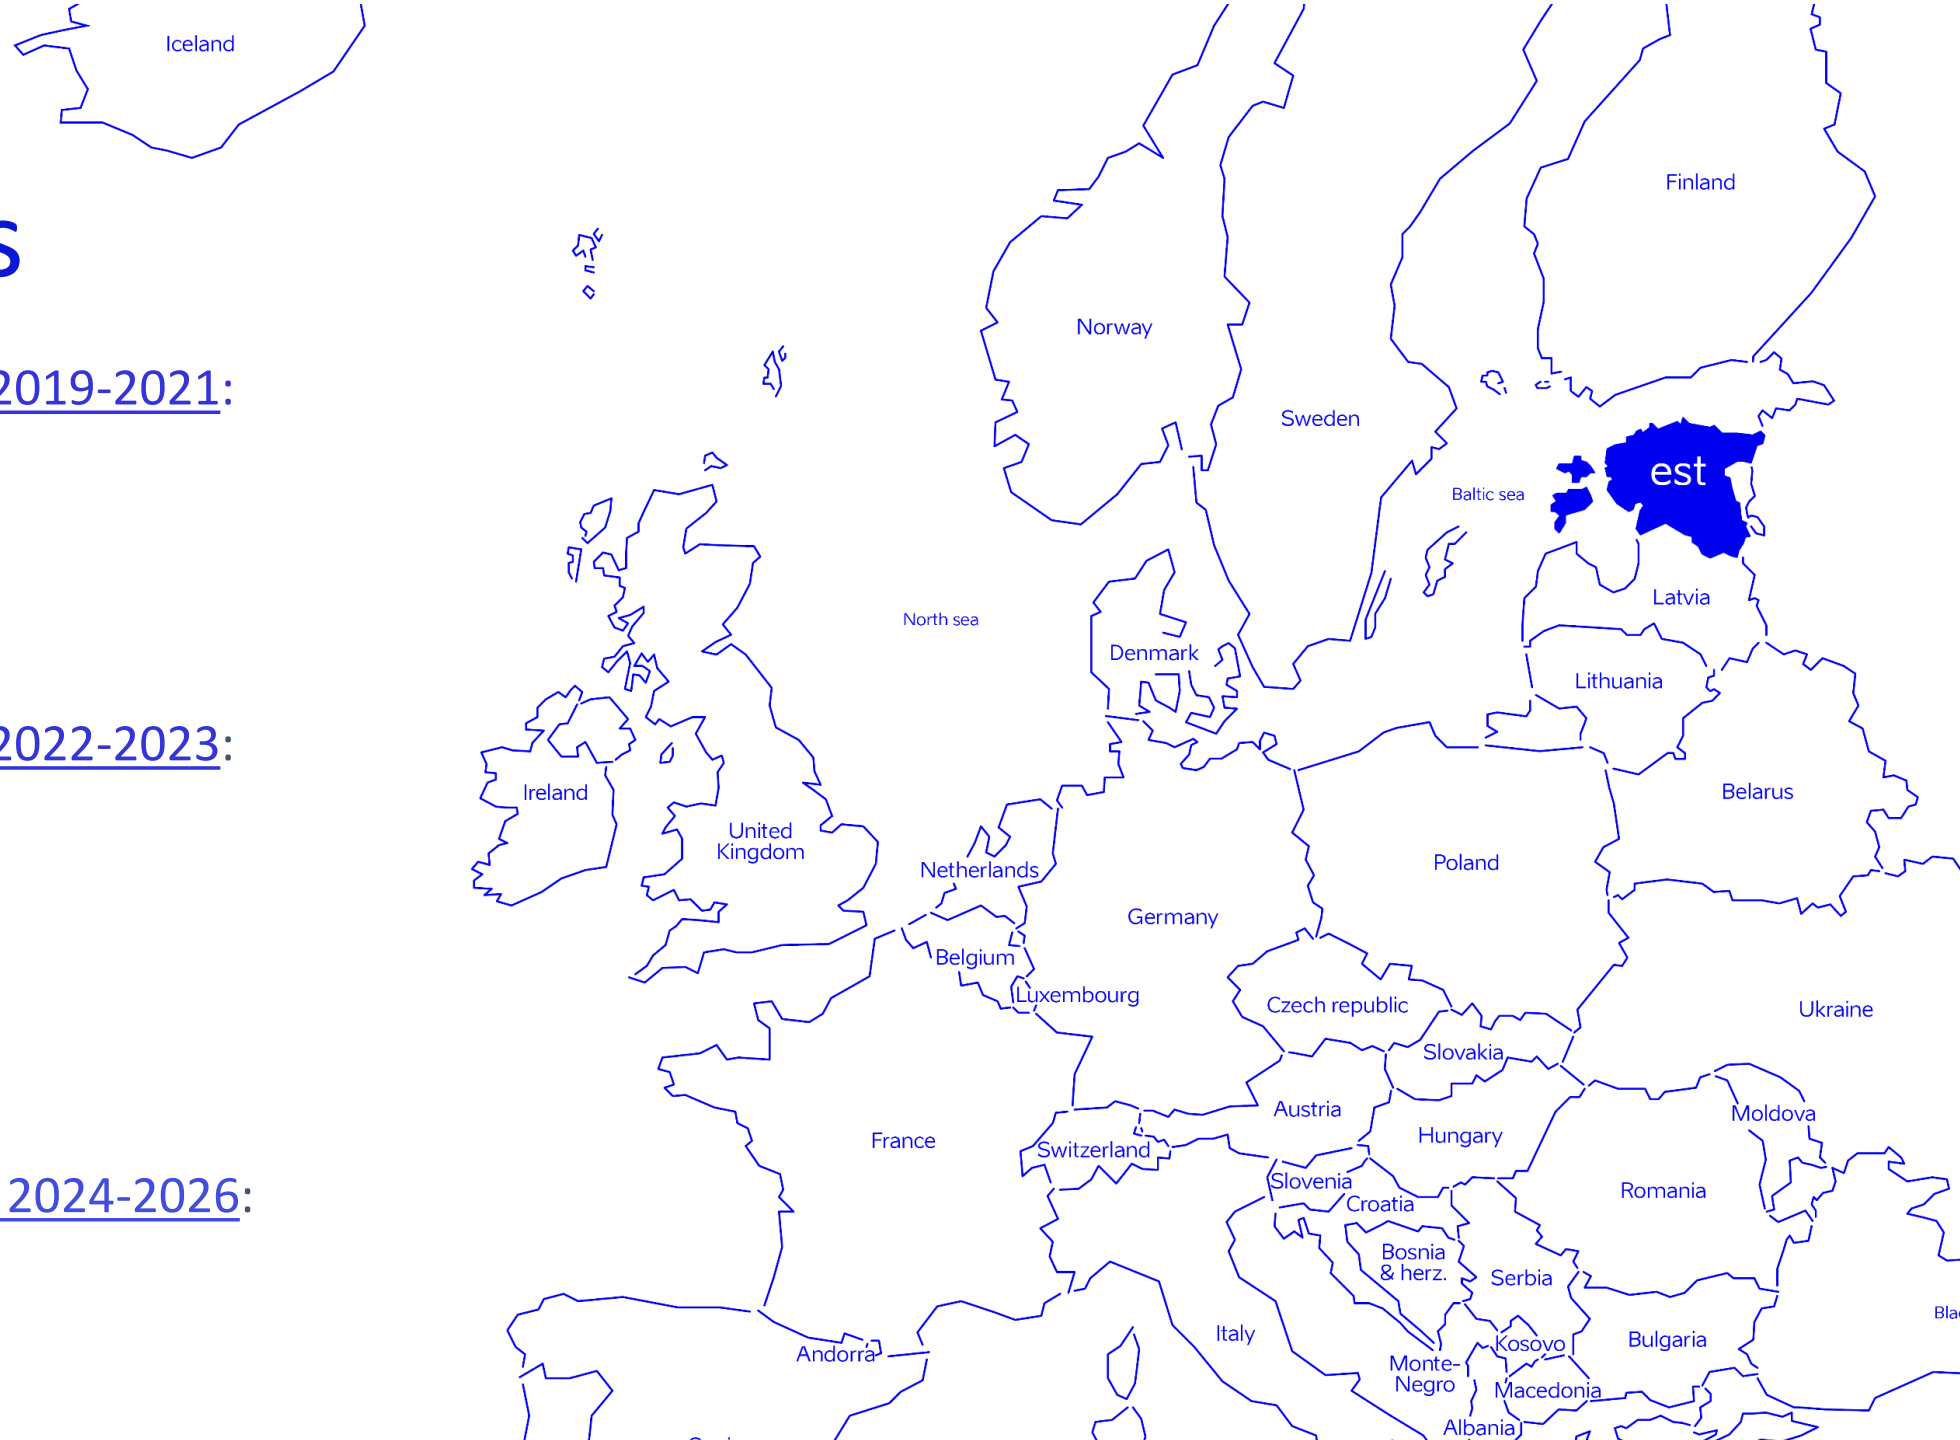 Iceland
Finland
s
Norway
2019-2021:
Sweden
est
Baltic sea
Latvia
North sea
Denmark
Lithuania
2022-2023:
Ireland
Belarus
United
Kingdom
Poland
Netherlands
Germany
Belgium
Luxembourg
Czech republic
Ukraine
Slovakia
Austria
Moldova
Hungary
France
Switzerland
Slovenia
Romania
2024-2026:
Croatia
Bosnia
& herz.
Serbia
Italy
Kosovo
Bulgaria
Andorra
Monte-
Negro
Macedonia
Albania